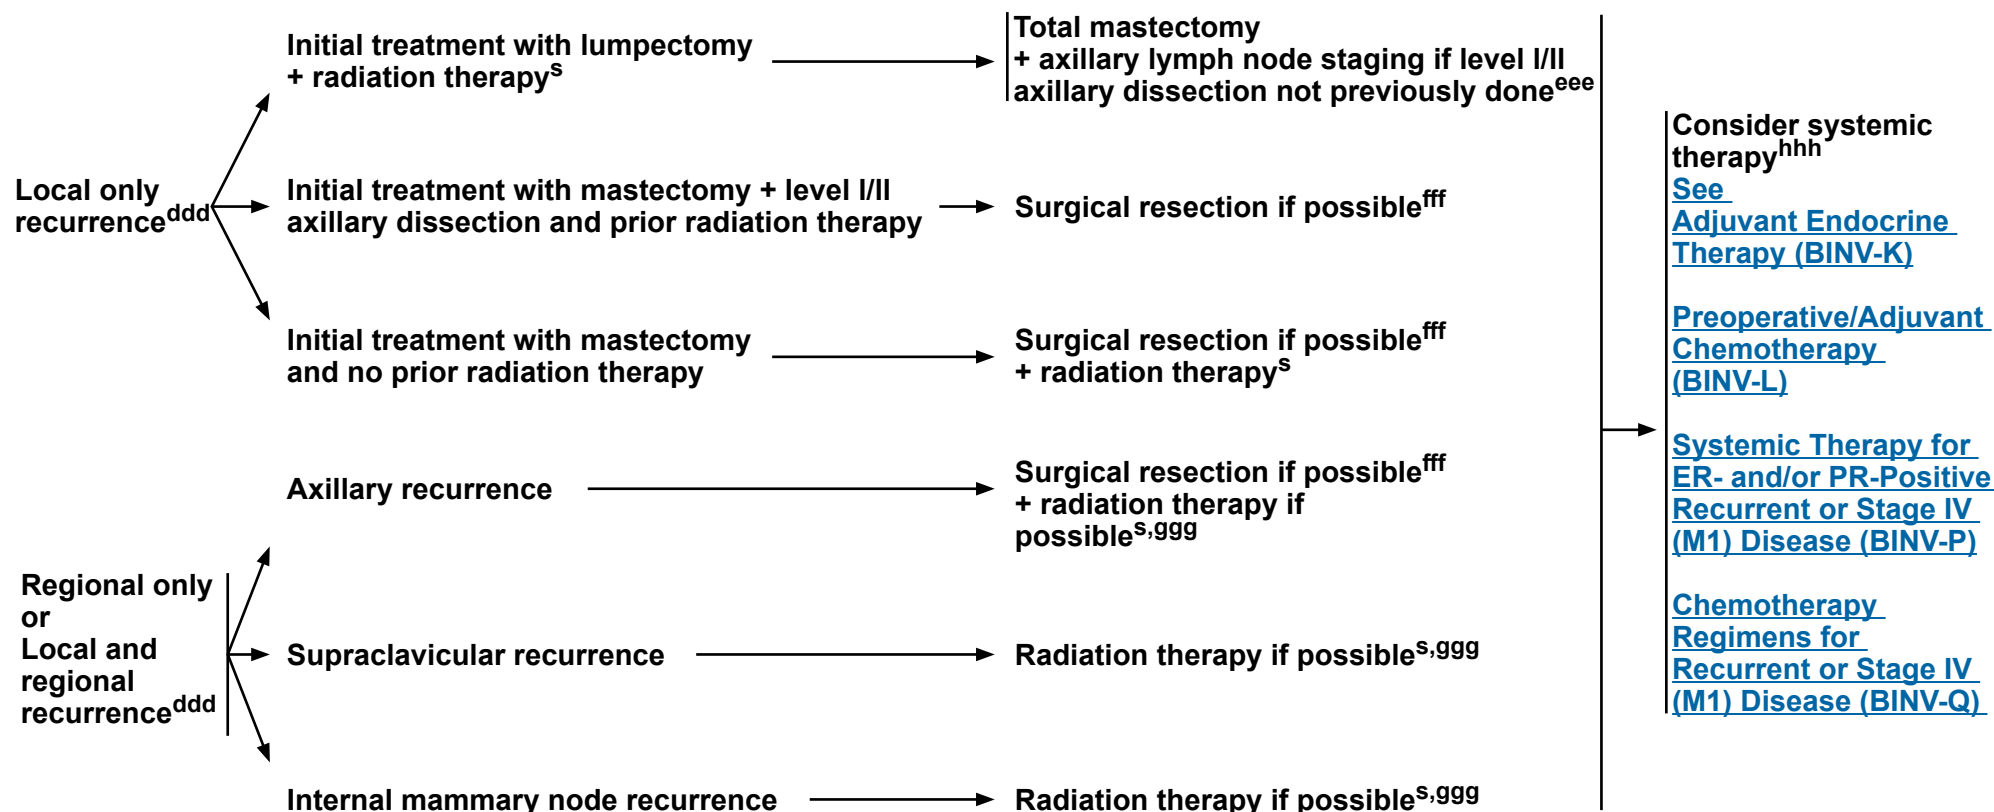 Local only
recurrenceddd
Initial treatment with lumpectomy
+ radiation therapys
Total mastectomy
+ axillary lymph node staging if level I/II
axillary dissection not previously doneeee
Initial treatment with mastectomy + level I/II
axillary dissection and prior radiation therapy
Surgical resection if possiblefff
Initial treatment with mastectomy
and no prior radiation therapy
Surgical resection if possiblefff
+ radiation therapys
Regional only
or
Local and
regional
recurrenceddd
Axillary recurrence
Surgical resection if possiblefff
+ radiation therapy if
possibles,ggg
Supraclavicular recurrence
Radiation therapy if possibles,ggg
Internal mammary node recurrence
Radiation therapy if possibles,ggg
Consider systemic
therapyhhh
See
Adjuvant Endocrine
Therapy (BINV-K)
Preoperative/Adjuvant
Chemotherapy
(BINV-L)
Systemic Therapy for
ER- and/or PR-Positive
Recurrent or Stage IV
(M1) Disease (BINV-P)
Chemotherapy
Regimens for
Recurrent or Stage IV
(M1) Disease (BINV-Q)